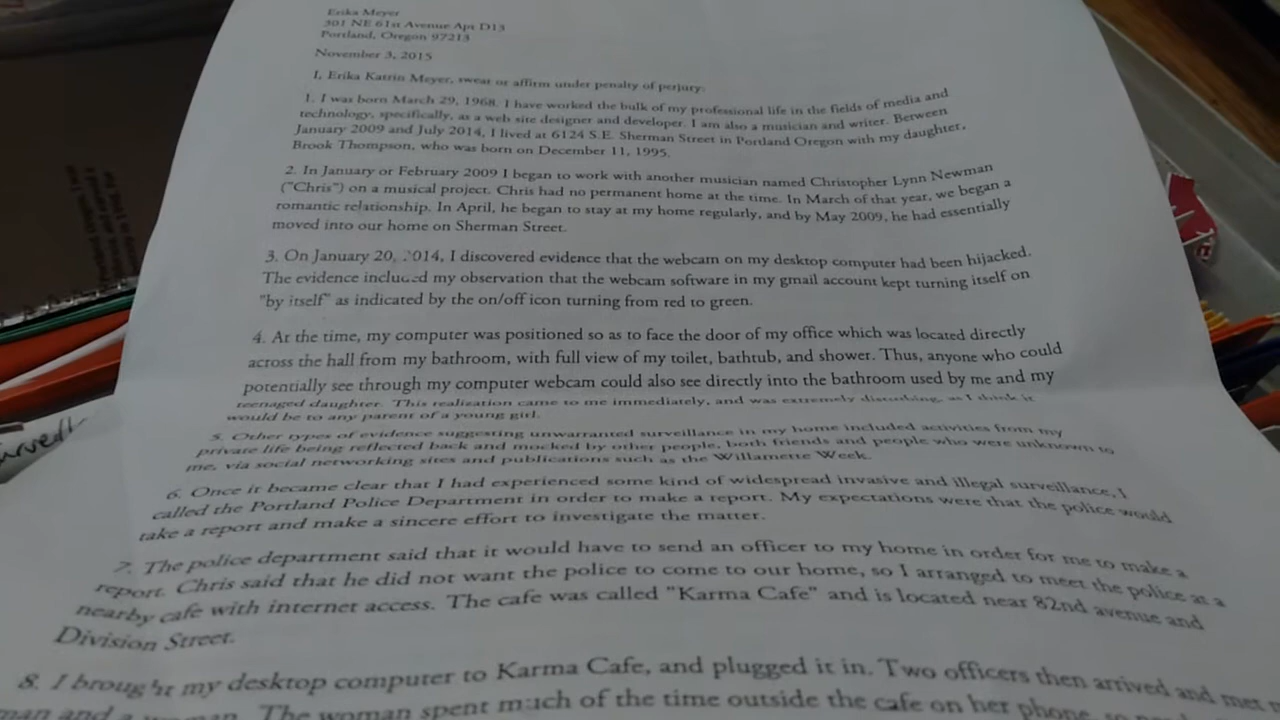 Erika Meyer
301 NE 61st Avenue Apt D13
Portland, Oregon 97213
November 3, 2015
I, Erika Katrin Meyer, swear or affirm under penalty of perjury:
1. I was born March 29, 1968. I have worked the bulk of my professional life in the fields of media and
technology, specifically, as a web site designer and developer. I am also a musician and writer. Between
January 2009 and July 2014, I lived at 6124 S.E. Sherman Street in Portland Oregon with my daughter,
Brook Thompson, who was born on December 11, 1995.
2. In January or February 2009 I began to work with another musician named Christopher Lynn Newman
("Chris") on a musical project. Chris had no permanent home at the time. In March of that year, we began a
romantic relationship. In April, he began to stay at my home regularly, and by May 2009, he had essentially
moved into our home on Sherman Street.
3. On January 20, 2014, I discovered evidence that the webcam on my desktop computer had been hijacked.
The evidence included my observation that the webcam software in my gmail account kept turning itself on
"by itself" as indicated by the on/off icon turning from red to green.
4. At the time, my computer was positioned so as to face the door of my office which was located directly
across the hall from my bathroom, with full view of my toilet, bathtub, and shower. Thus, anyone who could
potentially see through my computer webcam could also see directly into the bathroom used by me and my
teenaged daughter. This realization came to me immediately, and was extremely disturbing, as I think it
would be to any parent of a young girl.
5. Other types of evidence suggesting unwarranted surveillance in my home included activities from my
private life being reflected back and mocked by other people, both friends and people who were unknown to
me, via social networking sites and publications such as the Willamette Week.
6. Once it became clear that I had experienced some kind of widespread invasive and illegal surveillance, I
called the Portland Police Department in order to make a report. My expectations were that the police would
take a report and make a sincere effort to investigate the matter.
7. The police department said that it would have to send an officer to my home in order for me to make a
report. Chris said that he did not want the police to come to our home, so I arranged to meet the police at a
nearby cafe with internet access. The cafe was called "Karma Cafe" and is located near 82nd avenue and
Division Street.
8. I brought my desktop computer to Karma Cafe, and plugged it in. Two officers then arrived and met
man and a woman. The woman spent much of the time outside the cafe on her phone, so